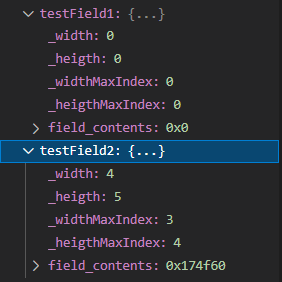 testField1: {...}
_width: 0
_heigth: 0
_widthMaxIndex: 0
_heigthMaxIndex: 0
field_contents: 0x0
testField2: {...}
_width: 4
_heigth: 5
_widthMaxIndex: 3
_heigthMaxIndex: 4
field_contents: 0x174f60